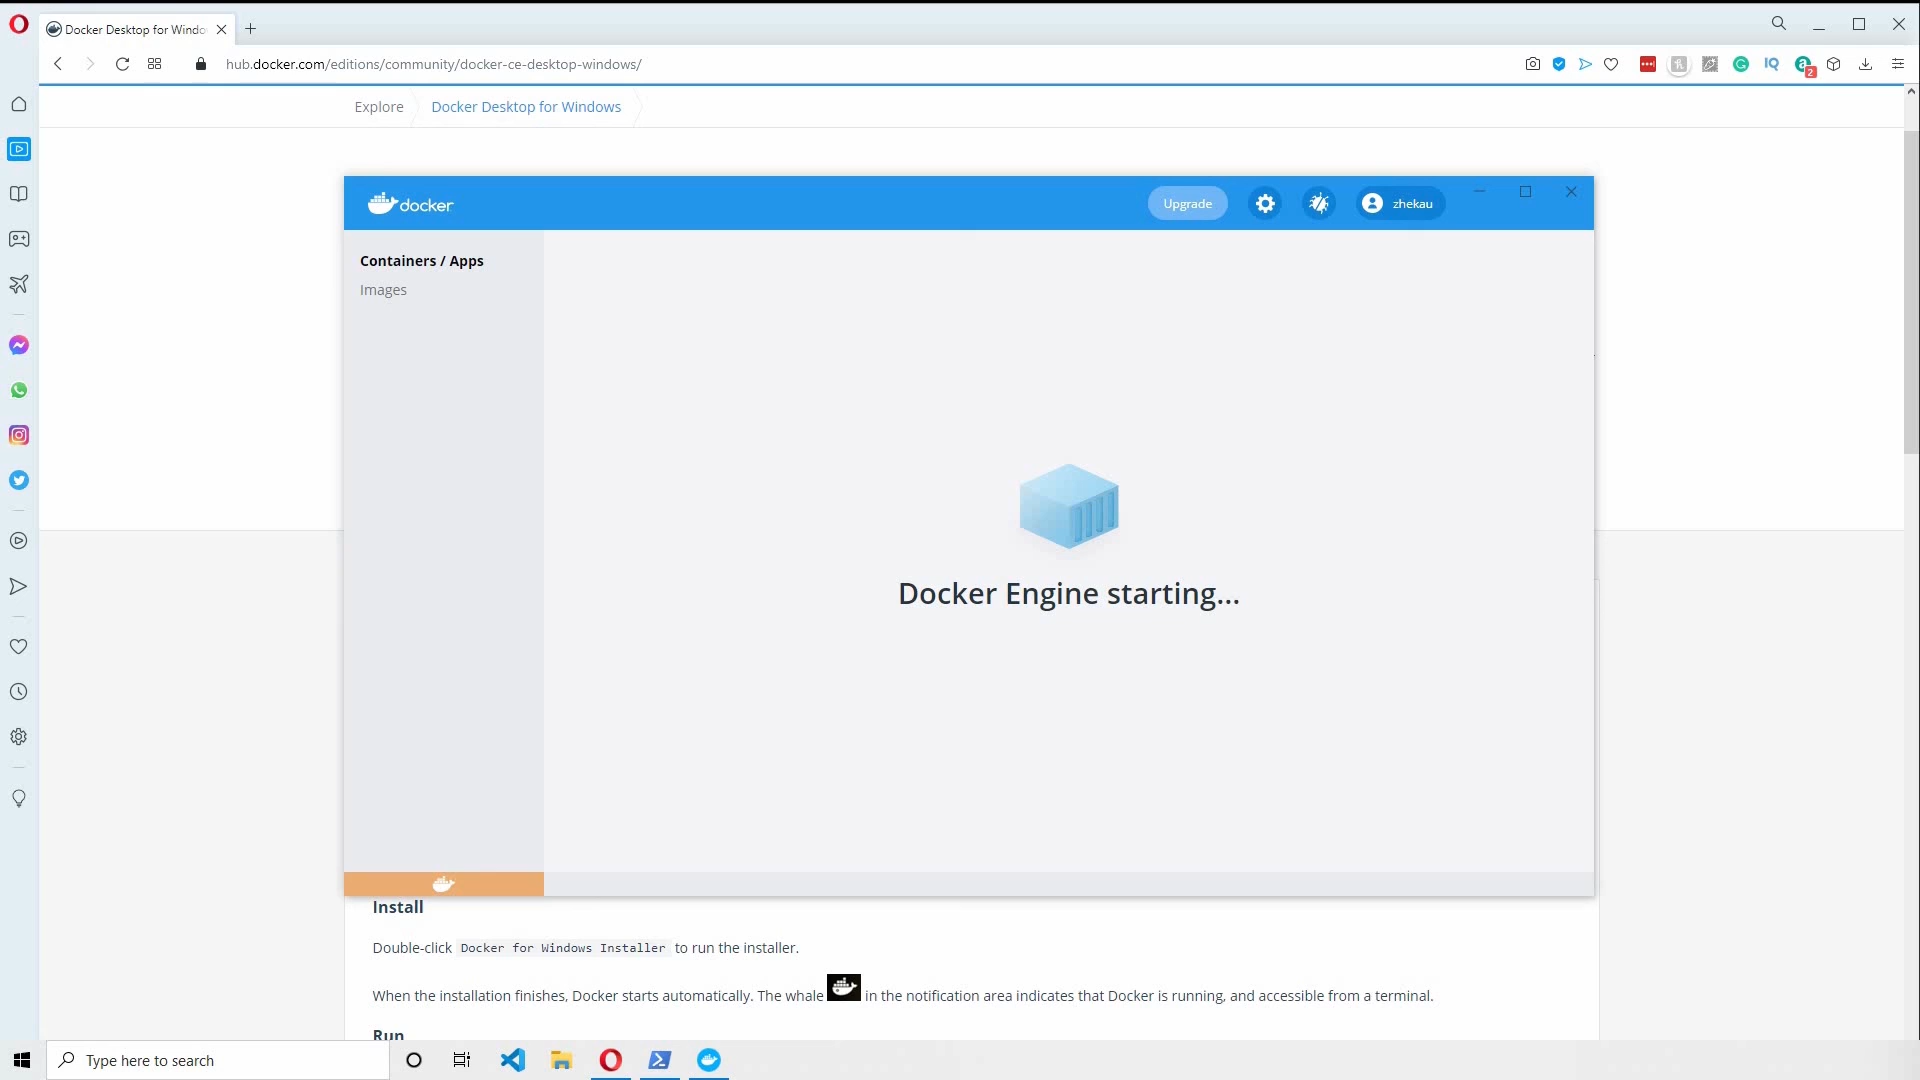 Docker Desktop for Windo
hub.docker.com/editions/community/docker-ce-desktop-windows/
2
Explore
Docker Desktop for Windows
docker
Upgrade
zhekau
Containers / Apps
Images
Docker Engine starting...
Install
Double-click Docker for Windows Installer to run the installer.
When the installation finishes, Docker starts automatically. The whale in the notification area indicates that Docker is running, and accessible from a terminal.
Run
Type here to search